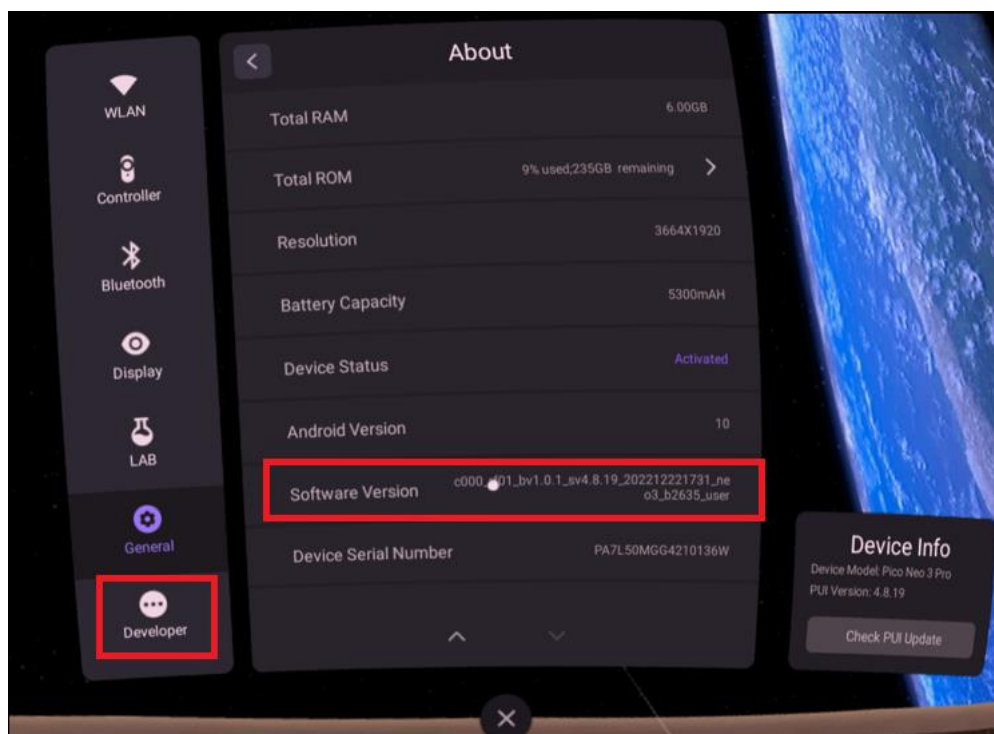 WLAN
Controller
Bluetooth
Display
LAB
General
Developer
About
Total RAM 6.00GB
Total ROM 9% used;235GB remaining
Resolution 3664X1920
Battery Capacity 5300mAH
Device Status Activated
Android Version 10
Software Version
_bv1.0.1_sv4.8.19_202212221731_ne
o3_b2635_user
Device Serial Number PA7L50MGG4210136W
Device Info
Device Model: Pico Neo 3 Pro
PUI Version: 4.8.19
Check PUI Update